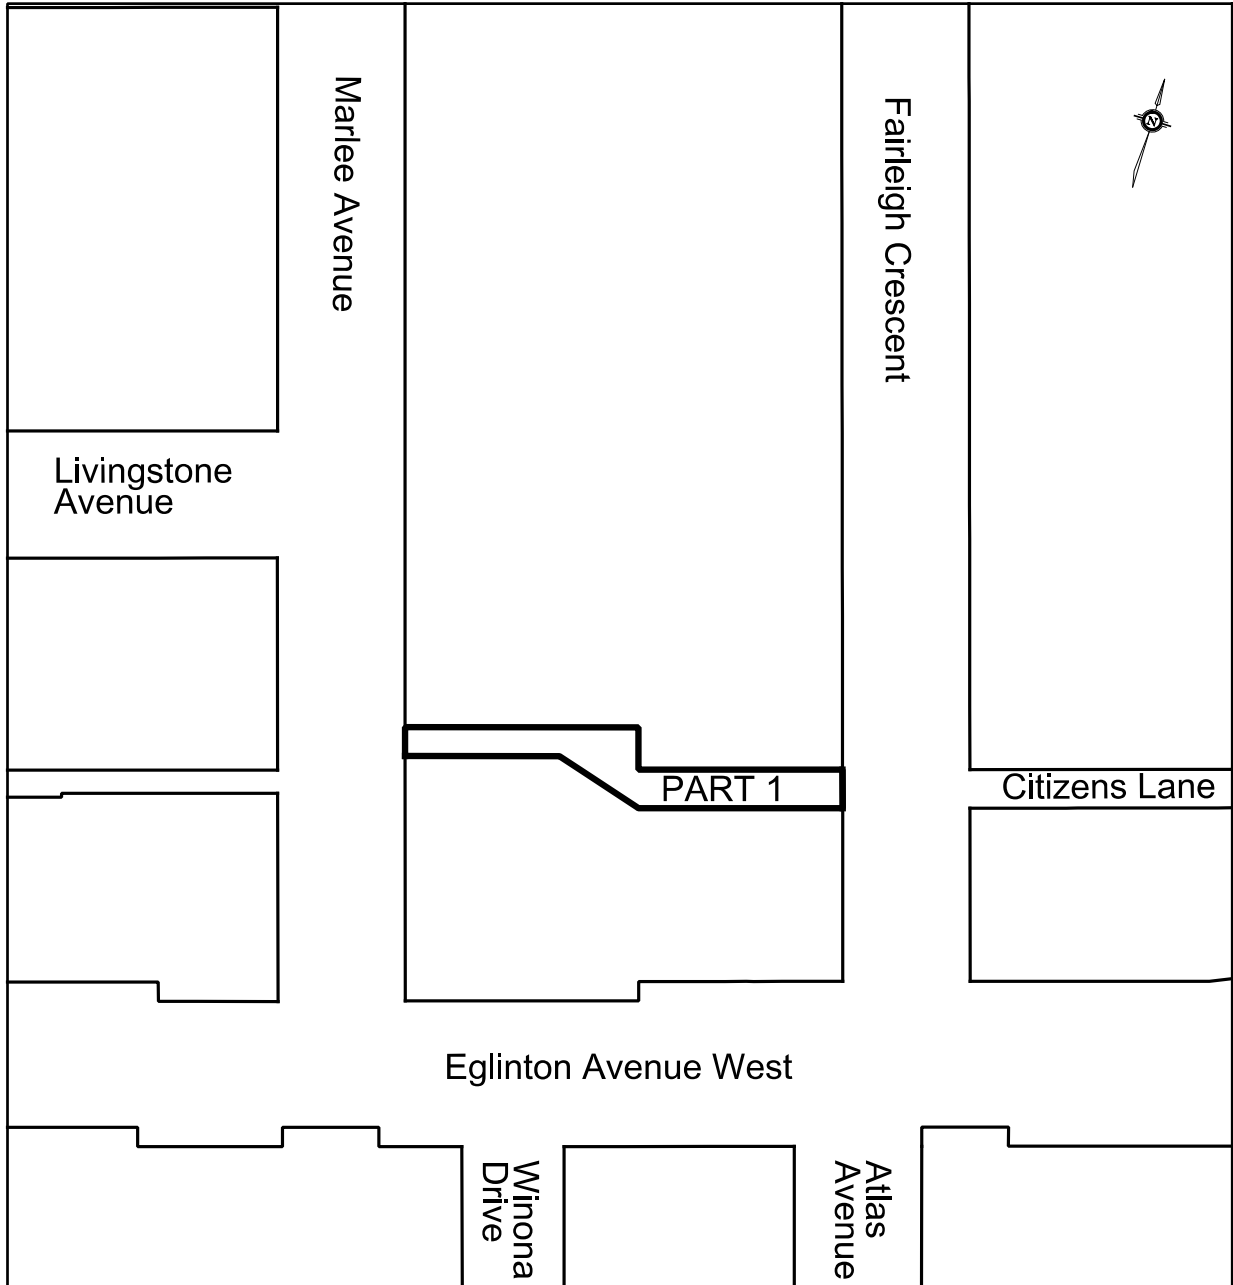 Marlee Avenue
Fairleigh Crescent
N
Livingstone
Avenue
PART 1
Citizens Lane
Eglinton Avenue West
Winona
Drive
Atlas
Avenue